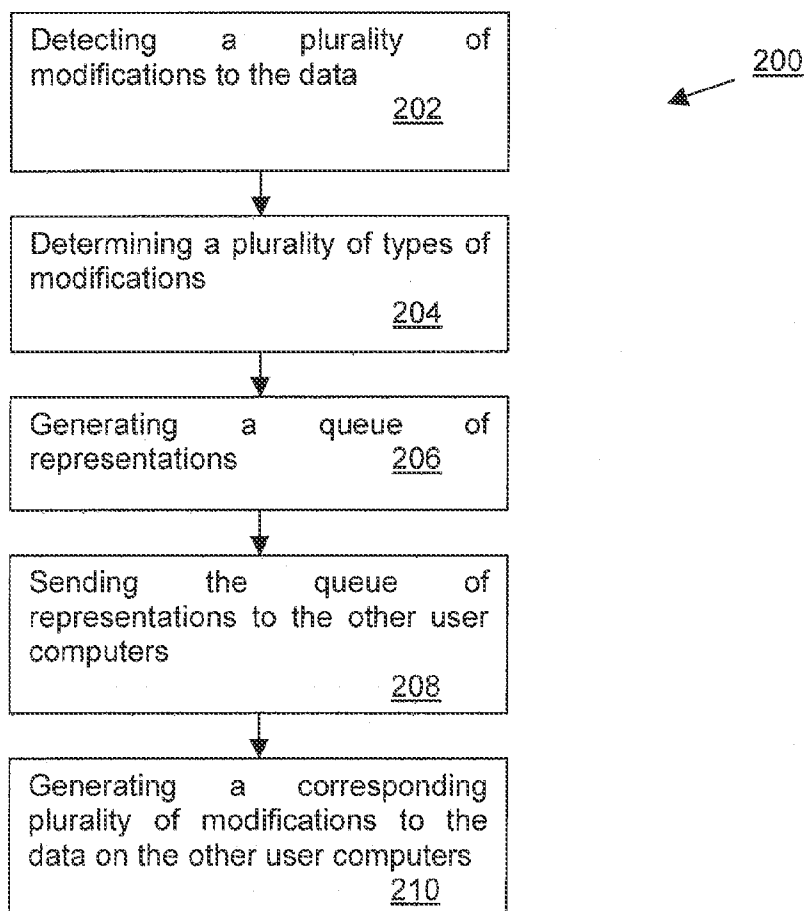 Detecting a plurality of
modifications to the data
202
200
Determining a plurality of types of
modifications
204
Generating a queue of
representations 206
Sending the queue of
representations to the other user
computers
208
Generating a corresponding
plurality of modifications to the
data on the other user computers
210